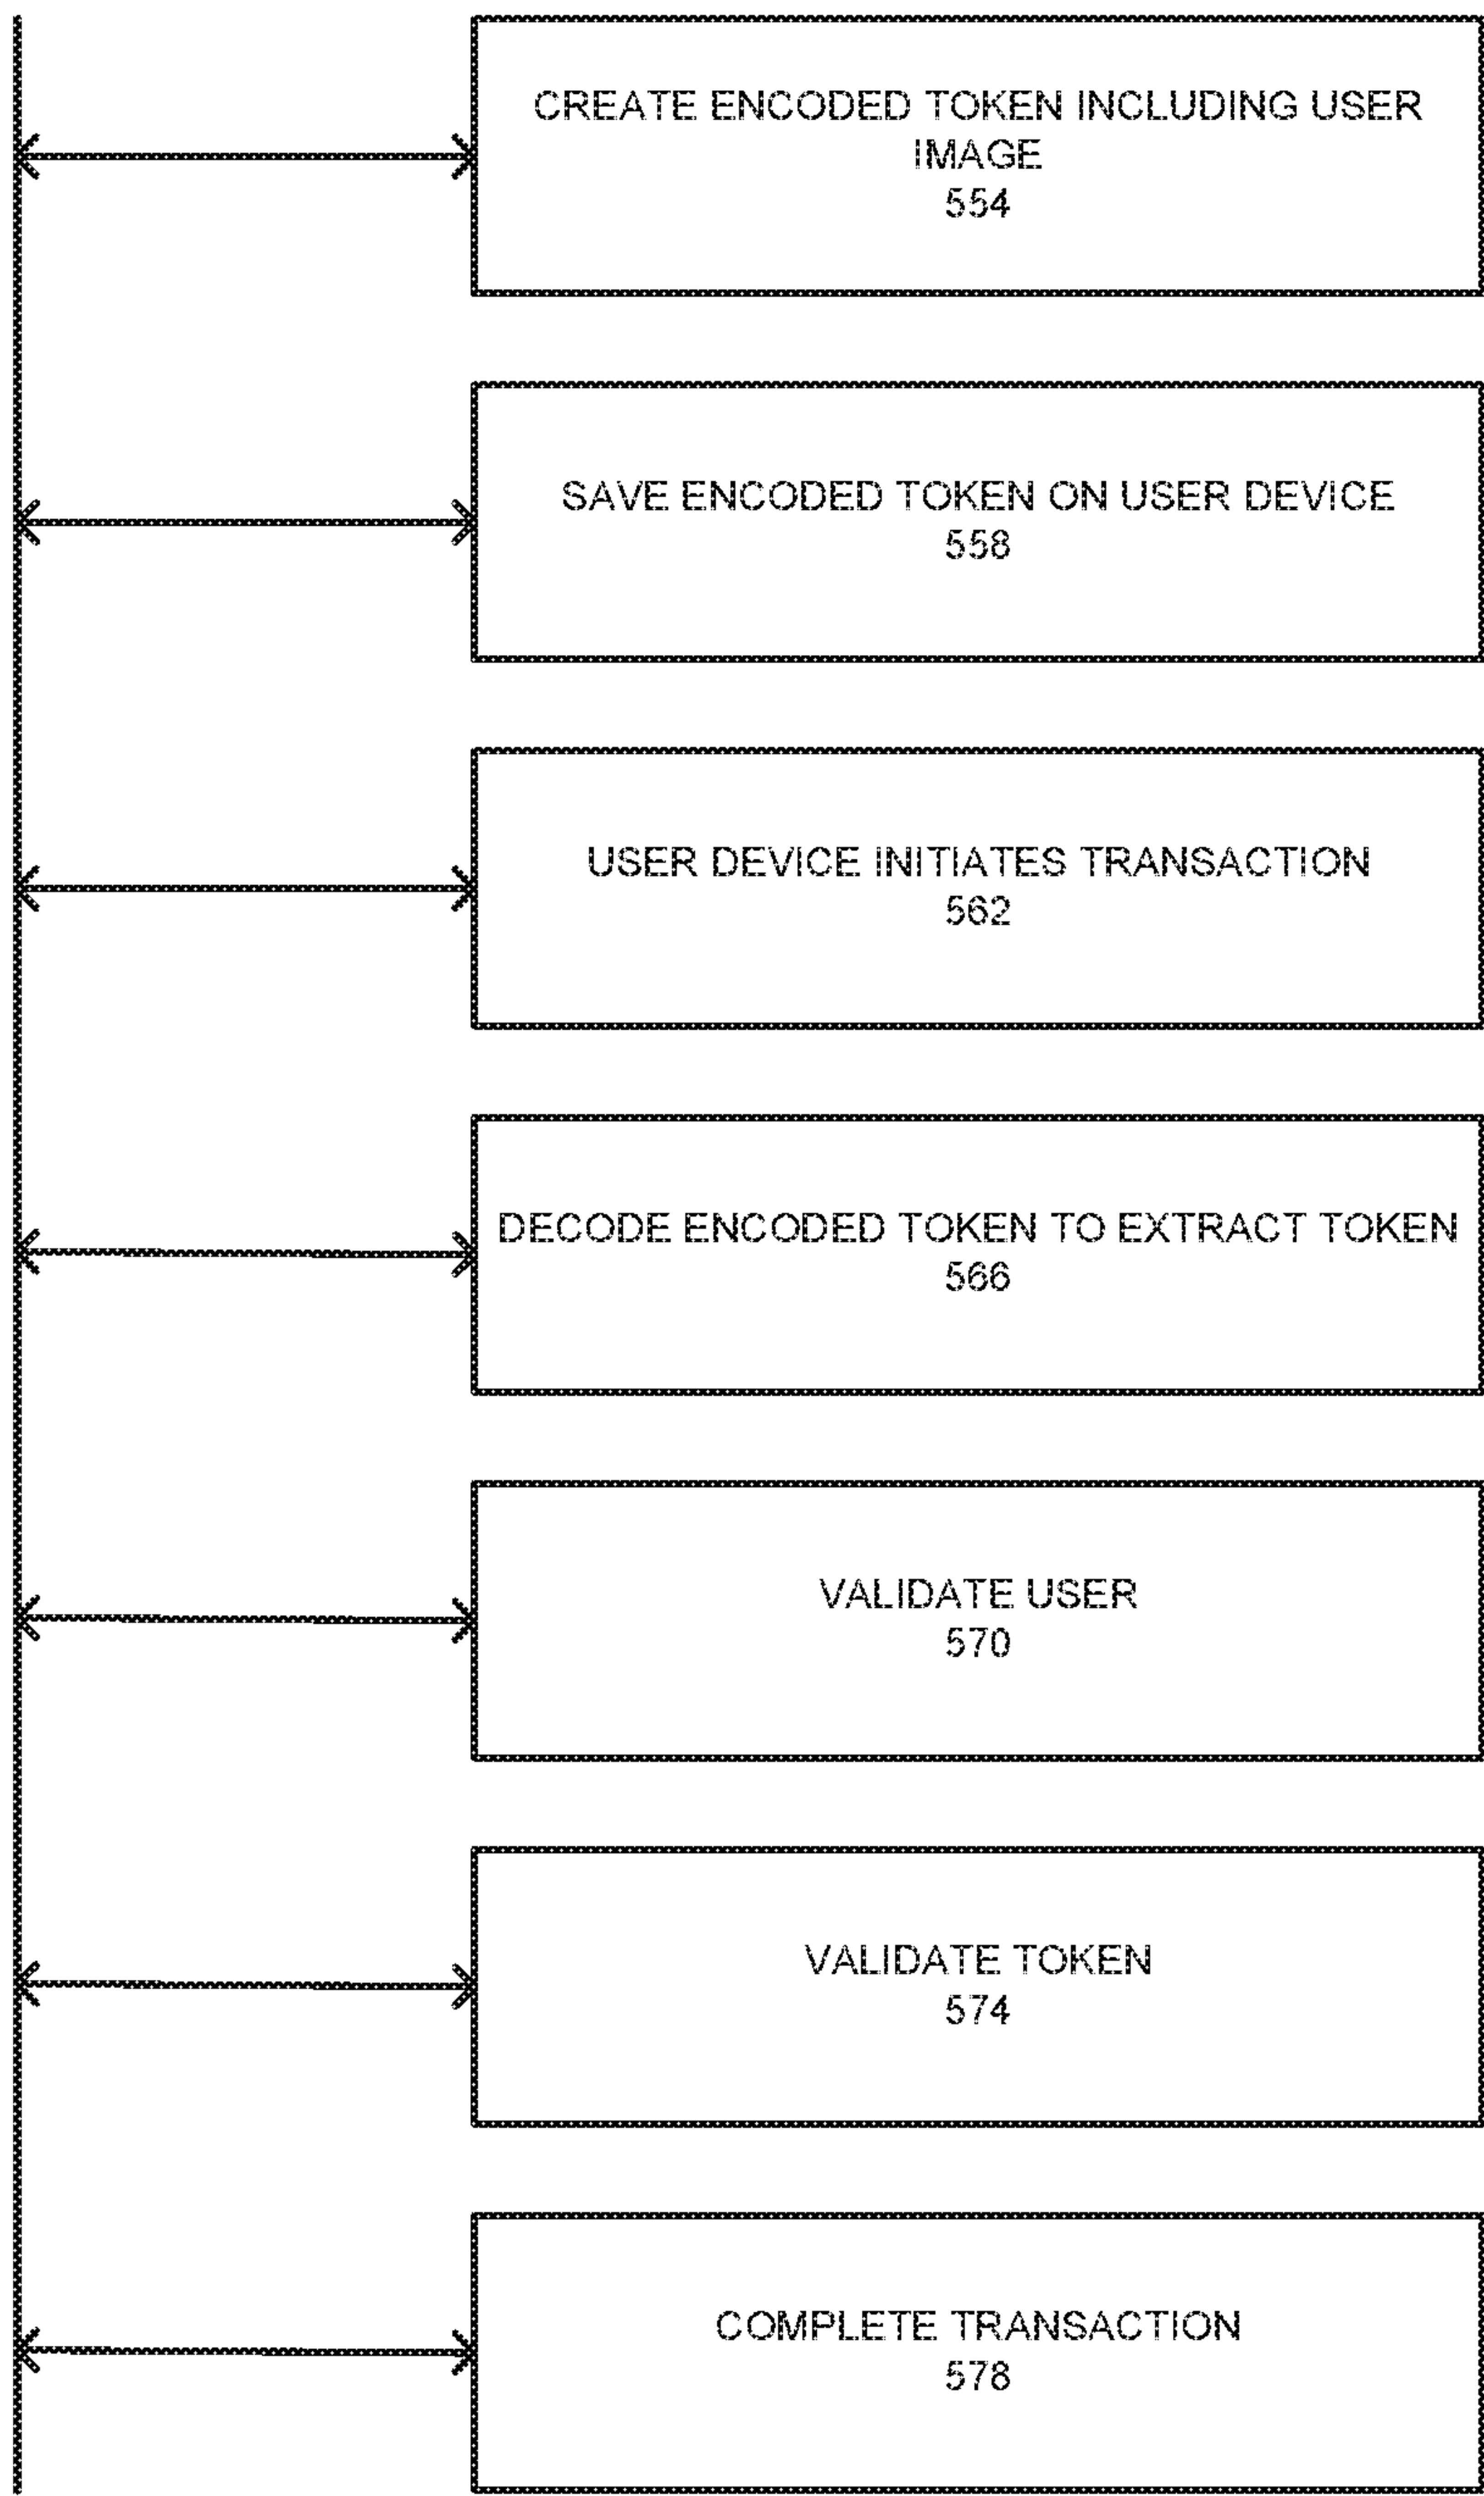 CREATE ENCODED TOKEN INCLUDING USER
IMAGE
554
SAVE ENCODED TOKEN ON USER DEVICE
558
USER DEVICE INITIATES TRANSACTION
562
DECODE ENCODED TOKEN TO EXTRACT TOKEN
566
VALIDATE USER
570
VALIDATE TOKEN
574
COMPLETE TRANSACTION
578